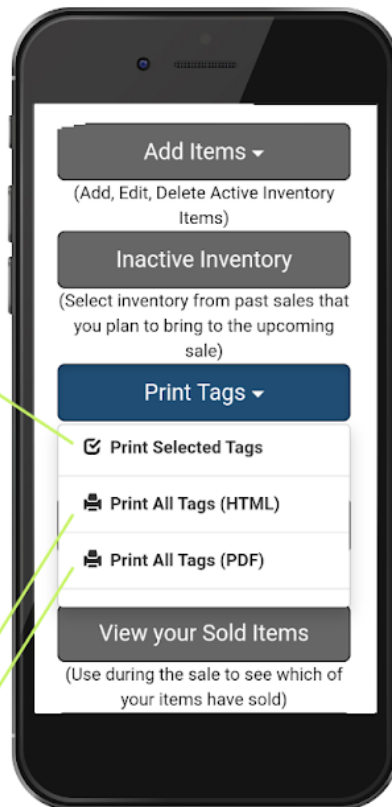 Add Items
(Add, Edit, Delete Active Inventory
Items)
Inactive Inventory
(Select inventory from past sales that
you plan to bring to the upcoming
sale)
Print Tags
Print Selected Tags
Print All Tags (HTML)
Print All Tags (PDF)
View your Sold Items
(Use during the sale to see which of
your items have sold)